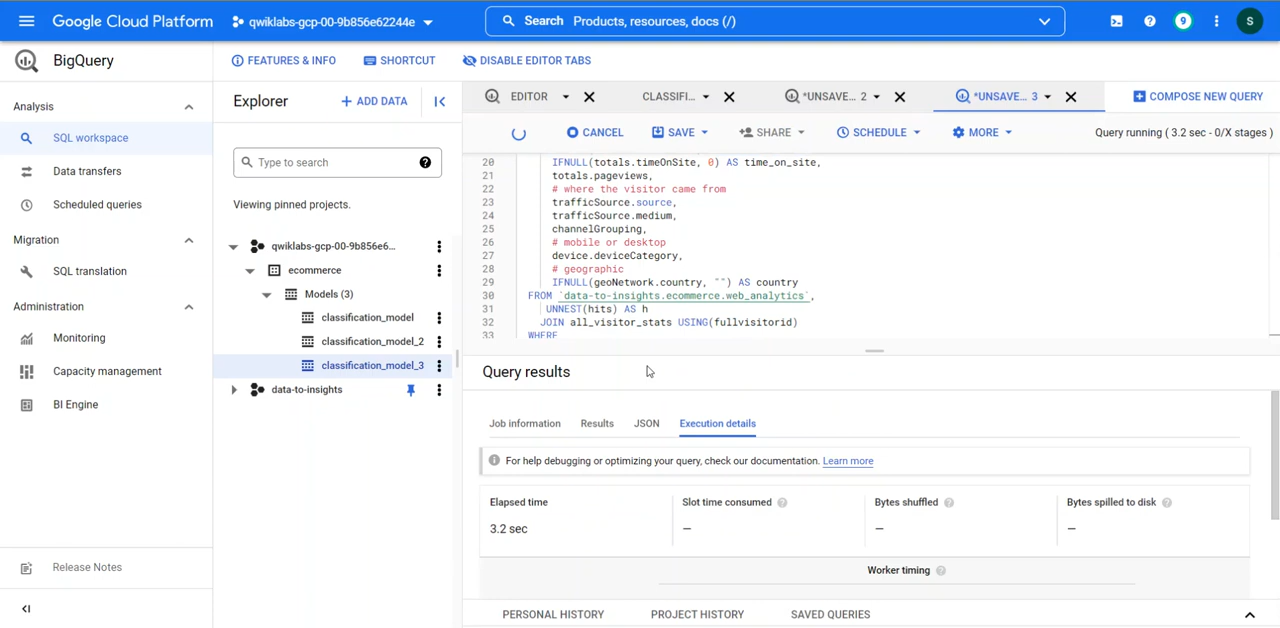 Google Cloud Platform
qwiklabs-gcp-00-9b856e62244e
Search Products, resources, docs (/)
9
S
BigQuery
FEATURES & INFO
SHORTCUT
DISABLE EDITOR TABS
Analysis
SQL workspace
Data transfers
Scheduled queries
Migration
SQL translation
Administration
Monitoring
Capacity management
BI Engine
Release Notes
Explorer
+ ADD DATA
Type to search
Viewing pinned projects.
qwiklabs-gcp-00-9b856e6...
ecommerce
Models (3)
classification_model
classification_model_2
classification_model_3
data-to-insights
EDITOR
CLASSIFI...
*UNSAVE... 2
*UNSAVE... 3
COMPOSE NEW QUERY
CANCEL
SAVE
SHARE
SCHEDULE
MORE
Query running ( 3.2 sec - 0/X stages )
20 IFNULL(totals.timeOnSite, 0) AS time_on_site,
21 totals.pageviews,
22 # where the visitor came from
23 trafficSource.source,
24 trafficSource.medium,
25 channelGrouping,
26 # mobile or desktop
27 device.deviceCategory,
28 # geographic
29 IFNULL(geoNetwork.country, "") AS country
30 FROM `data-to-insights.ecommerce.web_analytics`,
31 UNNEST(hits) AS h
32 JOIN all_visitor_stats USING(fullvisitorid)
33 WHERE
Query results
Job information
Results
JSON
Execution details
For help debugging or optimizing your query, check our documentation. Learn more
Elapsed time
3.2 sec
Slot time consumed
—
Bytes shuffled
—
Bytes spilled to disk
—
Worker timing
PERSONAL HISTORY
PROJECT HISTORY
SAVED QUERIES